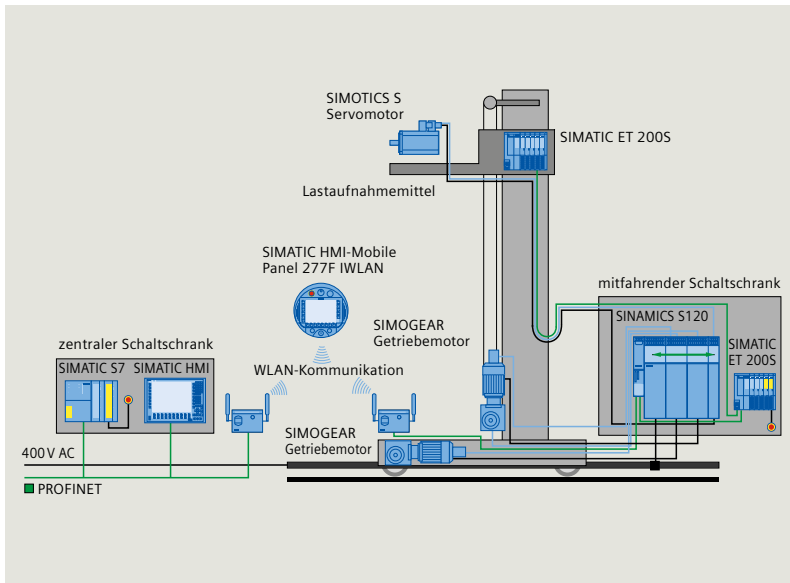 SIMOTICS S
Servomotor
SIMATIC ET 200S
Lastaufnahmemittel
SIMATIC HMI-Mobile
Panel 277F IWLAN
mitfahrender Schaltschrank
SINAMICS S120
SIMOGEAR
Getriebemotor
zentraler Schaltschrank
SIMATIC
ET 200S
SIMATIC S7
SIMATIC HMI
WLAN-Kommunikation
SIMOGEAR
Getriebemotor
400 V AC
PROFINET